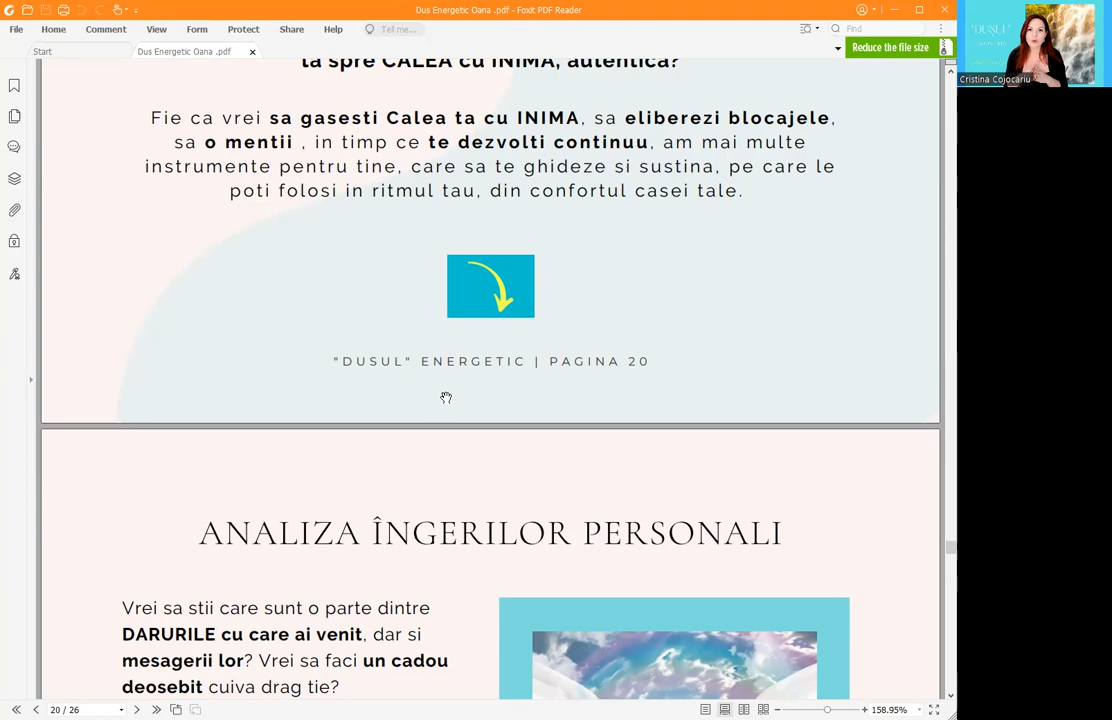 Dus Energetic Oana .pdf - Foxit PDF Reader
File Home Comment View Form Protect Share Help Tell me... Find
Start Dus Energetic Oana .pdf Reduce the file size
ta spre CALEA cu INIMA, autentica?
Fie ca vrei sa gasesti Calea ta cu INIMA, sa eliberezi blocajele,
sa o mentii , in timp ce te dezvolti continuu, am mai multe
instrumente pentru tine, care sa te ghideze si sustina, pe care le
poti folosi in ritmul tau, din confortul casei tale.
"DUSUL" ENERGETIC | PAGINA 20
ANALIZA ÎNGERILOR PERSONALI
Vrei sa stii care sunt o parte dintre
DARURILE cu care ai venit, dar si
mesagerii lor? Vrei sa faci un cadou
deosebit cuiva drag tie?
20 / 26
158.95%
"DUSUL"
Cristina Cojocariu